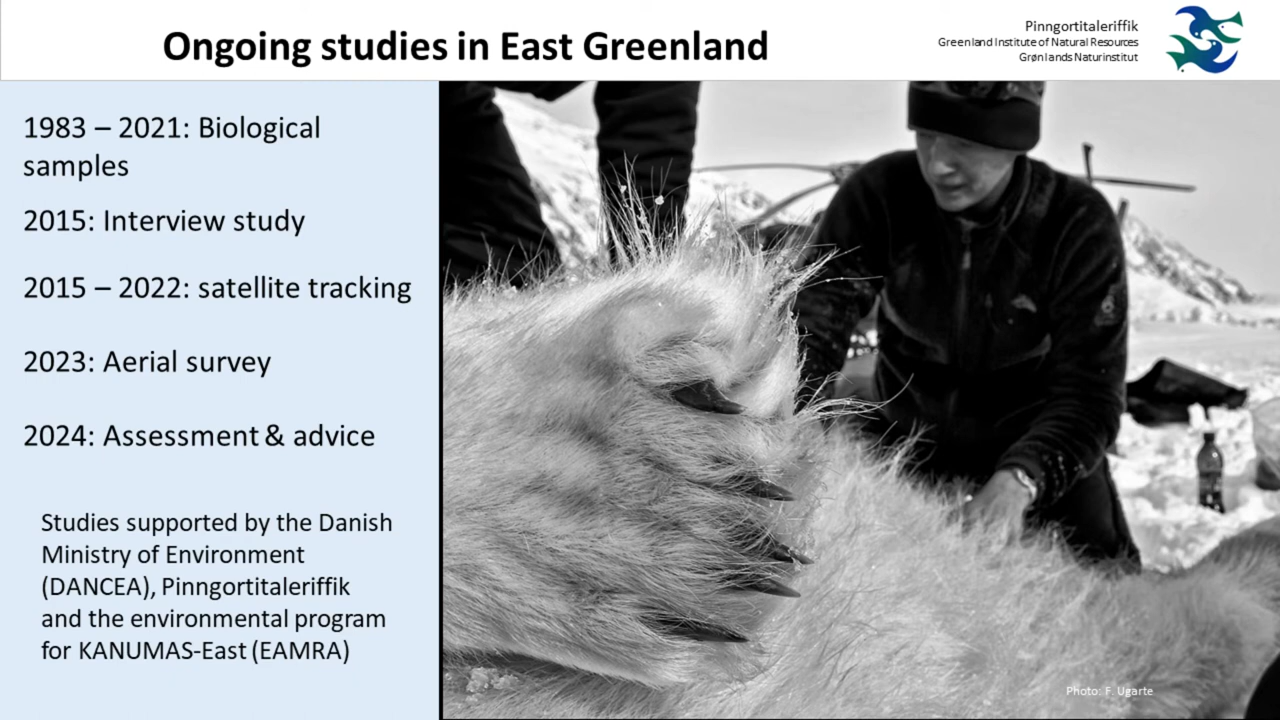 Ongoing studies in East Greenland
Pinngortitaleriffik
Greenland Institute of Natural Resources
Grønlands Naturinstitut
1983 – 2021: Biological
samples
2015: Interview study
2015 – 2022: satellite tracking
2023: Aerial survey
2024: Assessment & advice
Studies supported by the Danish
Ministry of Environment
(DANCEA), Pinngortitaleriffik
and the environmental program
for KANUMAS-East (EAMRA)
Photo: F. Ugarte